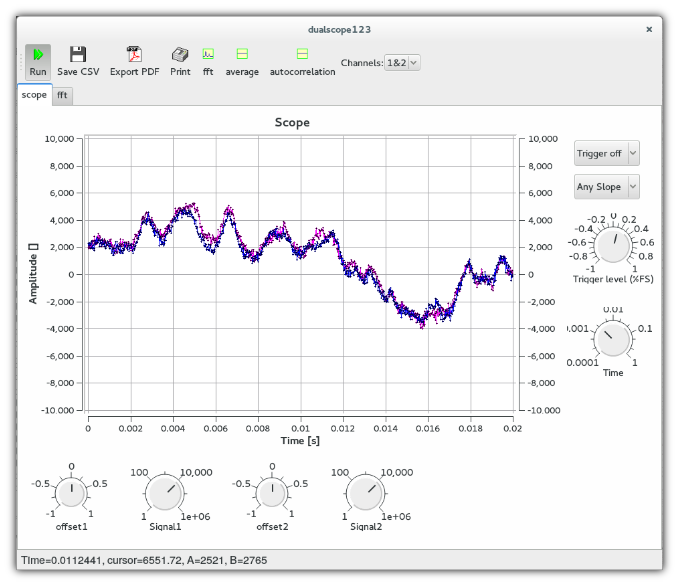 dualscope123
Run Save CSV Export PDF Print fft average autocorrelation Channels: 1&2
scope fft
Scope
10,000 10,000
8,000 8,000
6,000 6,000
4,000 4,000
2,000 2,000
0 0
-2,000 -2,000
-4,000 -4,000
-6,000 -6,000
-8,000 -8,000
-10,000 -10,000
Amplitude []
0 0.002 0.004 0.006 0.008 0.01 0.012 0.014 0.016 0.018 0.02
Time [s]
Trigger off
Any Slope
-0.2 0 0.2
-0.4 0.4
-0.6 0.6
-0.8 0.8
-1 1
Trigger level (%FS)
0.01
0.001 0.1
0.0001 1
Time
0 100 10,000 0 100 10,000
-0.5 0.5 -0.5 0.5
-1 1 1 1e+06 -1 1 1 1e+06
offset1 Signal1 offset2 Signal2
Time=0.0112441, cursor=6551.72, A=2521, B=2765